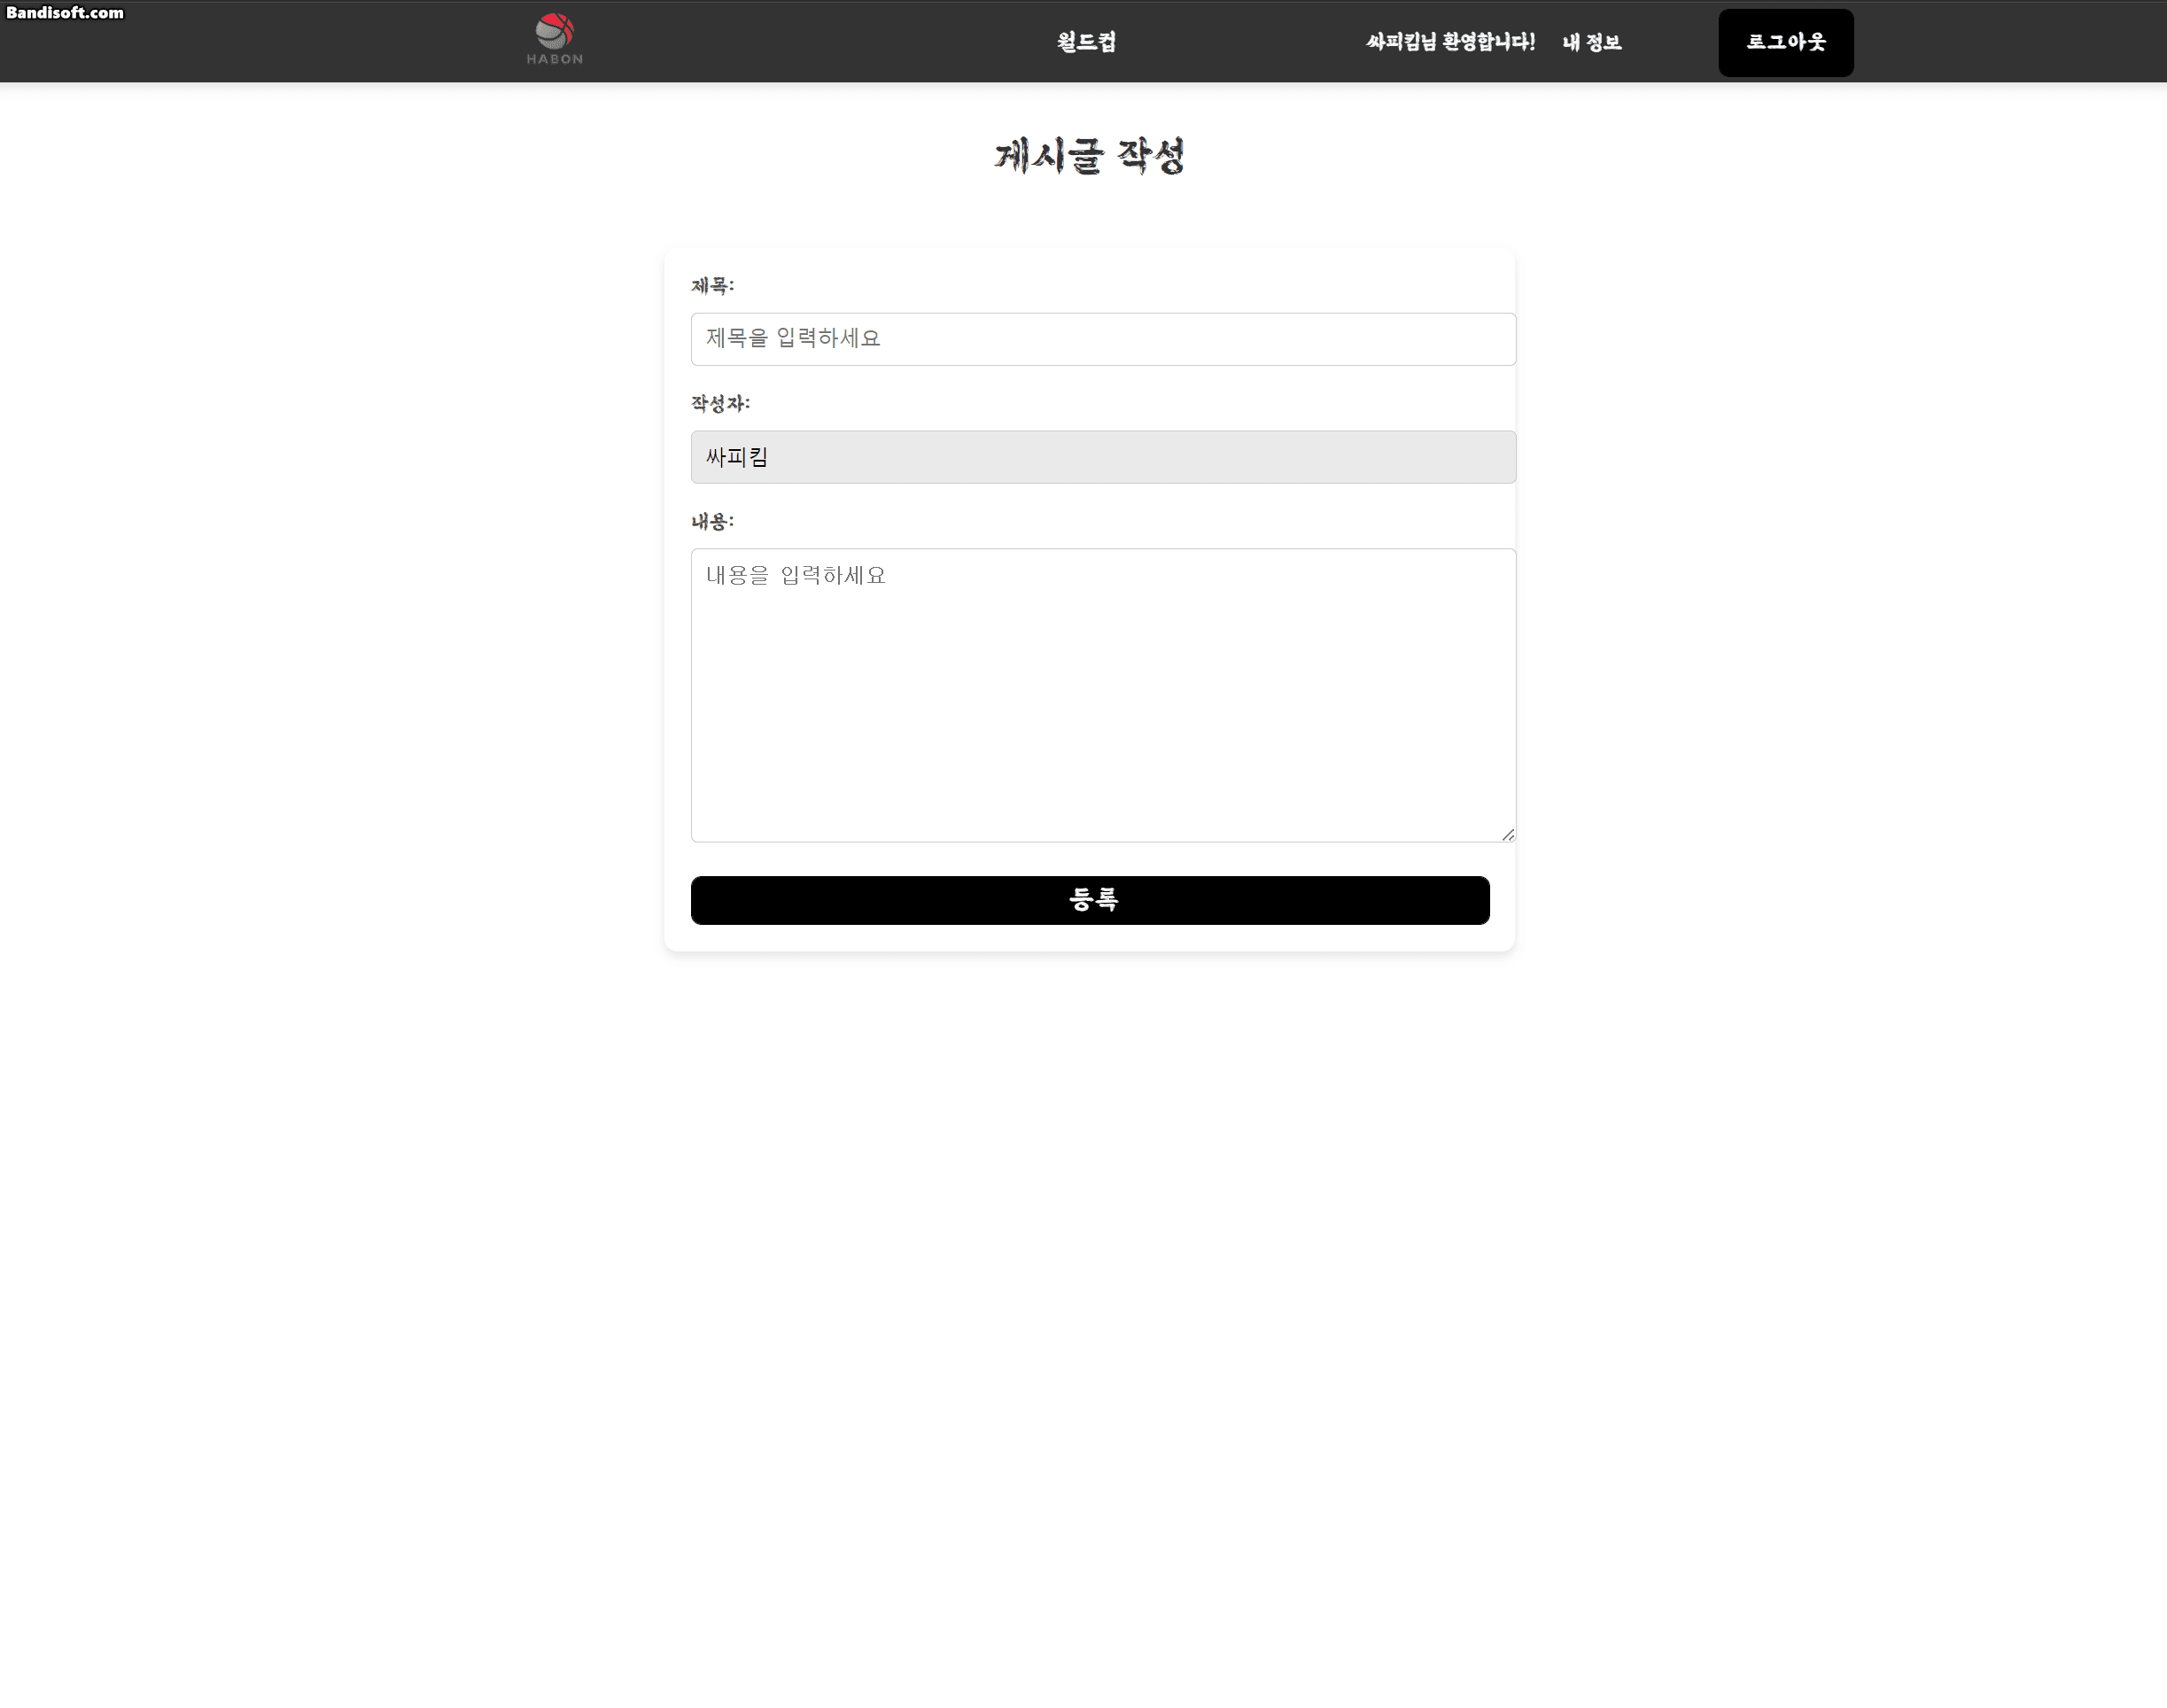 Bandisoft.com
HABON
월드컵
싸피킴님 환영합니다!
내 정보
로그아웃
게시글 작성
제목:
제목을 입력하세요
작성자:
싸피킴
내용:
내용을 입력하세요
등록